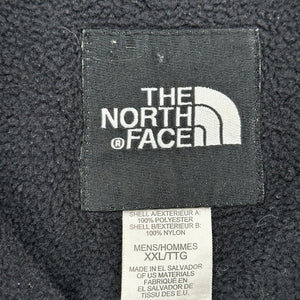 THE
NORTH
®FACE
SHELL A/EXTERIEUR A:
100% POLYESTER
SHELL B/EXTERIEUR B:
100% NYLON
MENS/HOMMES
XXL/TTG
MADE IN EL SALVADOR
OF US MATERIALS
FABRIQUE EN
EL SALVADOR DE
TISSU DES E.U.